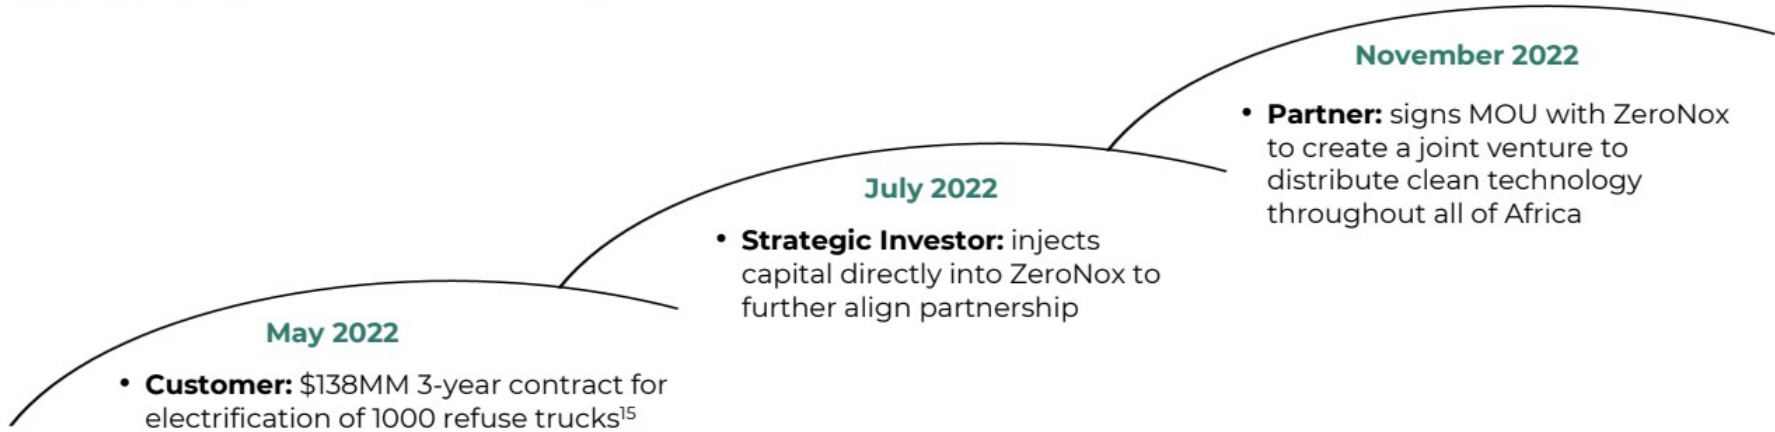 November 2022
• Partner: signs MOU with ZeroNox
to create a joint venture to
distribute clean technology
throughout all of Africa
July 2022
• Strategic Investor: injects
capital directly into ZeroNox to
further align partnership
May 2022
• Customer: $138MM 3-year contract for
electrification of 1000 refuse trucks¹⁵